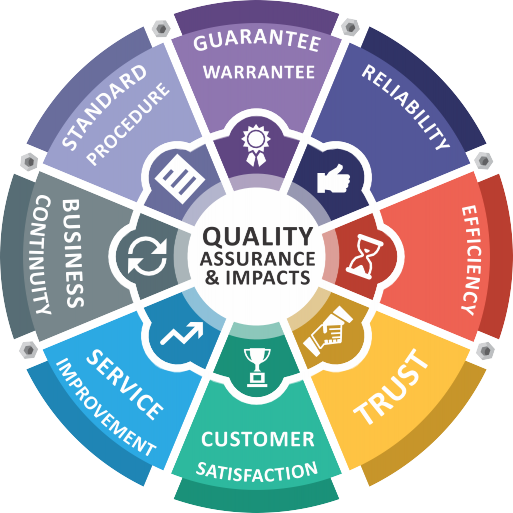 GUARANTEE
WARRANTEE
RELIABILITY
EFFICIENCY
TRUST
CUSTOMER
SATISFACTION
SERVICE
IMPROVEMENT
BUSINESS
CONTINUITY
STANDARD
PROCEDURE
QUALITY
ASSURANCE
& IMPACTS